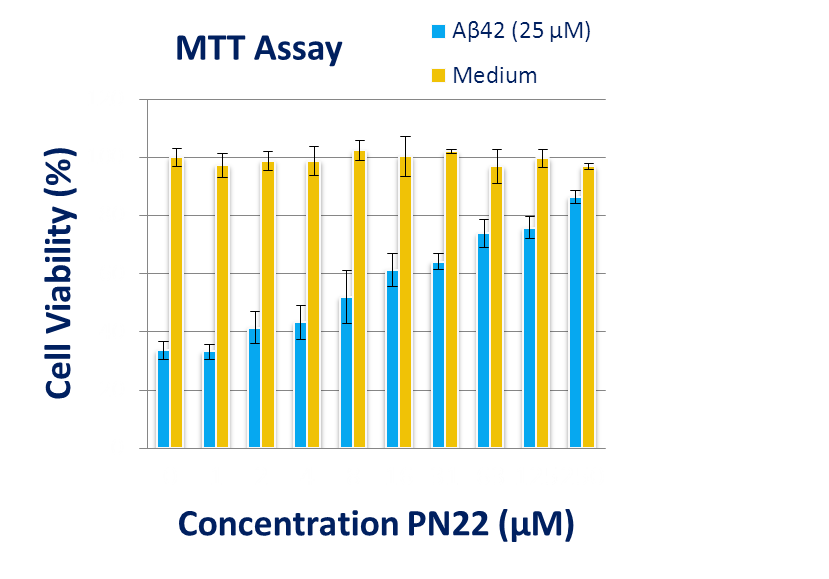 MTT Assay
Aβ42 (25 µM)
Medium
Cell Viability (%)
Concentration PN22 (µM)